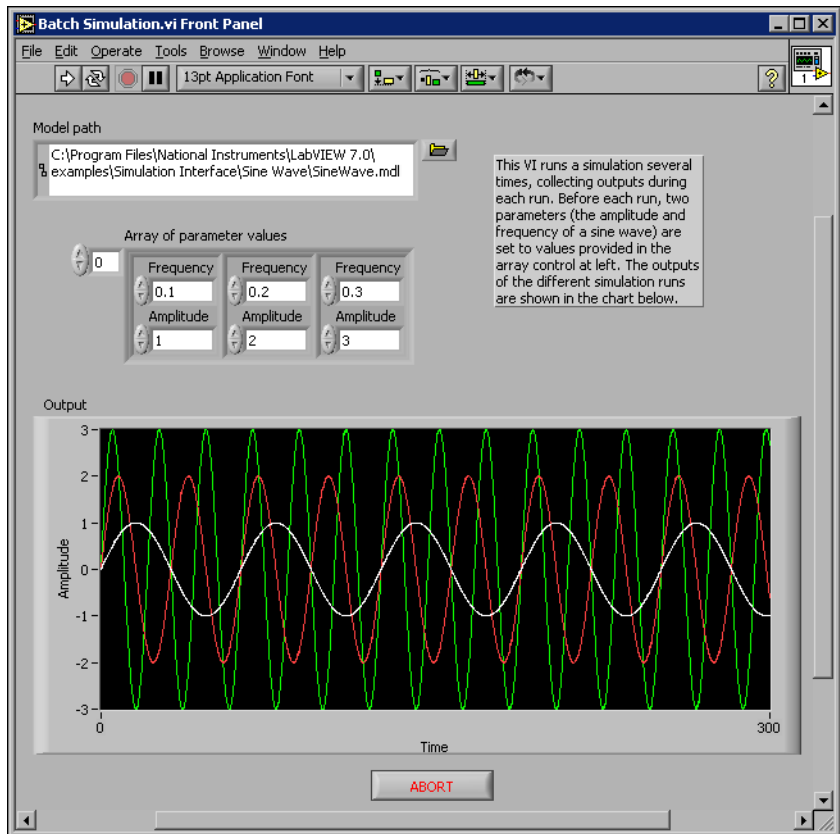 Batch Simulation.vi Front Panel
File Edit Operate Tools Browse Window Help
13pt Application Font
?
1
Model path
C:\Program Files\National Instruments\LabVIEW 7.0\
examples\Simulation Interface\Sine Wave\SineWave.mdl
This VI runs a simulation several
times, collecting outputs during
each run. Before each run, two
parameters (the amplitude and
frequency of a sine wave) are
set to values provided in the
array control at left. The outputs
of the different simulation runs
are shown in the chart below.
Array of parameter values
0
Frequency Frequency Frequency
0.1 0.2 0.3
Amplitude Amplitude Amplitude
1 2 3
Output
3
2
1
0
-1
-2
-3
Amplitude
0 300
Time
ABORT